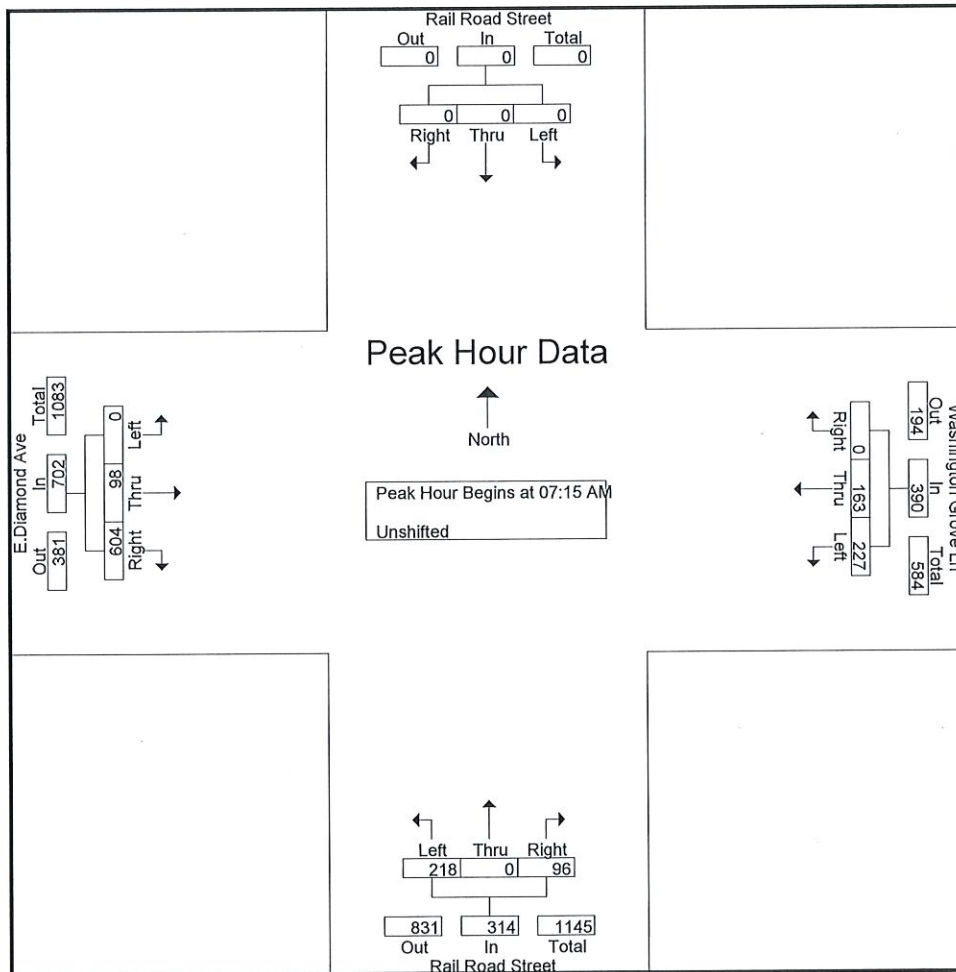 Rail Road Street
Out In Total
0 0 0
0 0 0
Right Thru Left
Peak Hour Data
North
Peak Hour Begins at 07:15 AM
Unshifted
E.Diamond Ave
Out In Total
381 702 1083
Right Thru Left
604 98 0
Washington Grove Ln
Out In Total
194 390 584
Right Thru Left
0 163 227
Left Thru Right
218 0 96
831 314 1145
Out In Total
Rail Road Street